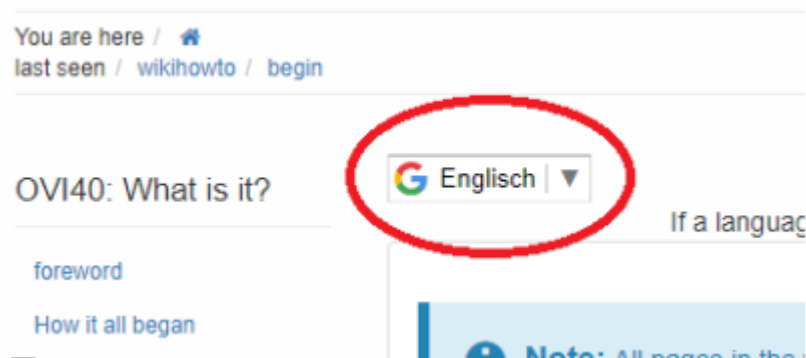 You are here /
last seen / wikihowto / begin
OVI40: What is it?
foreword
How it all began
G Englisch ▼
If a languag
Note: All pages in the